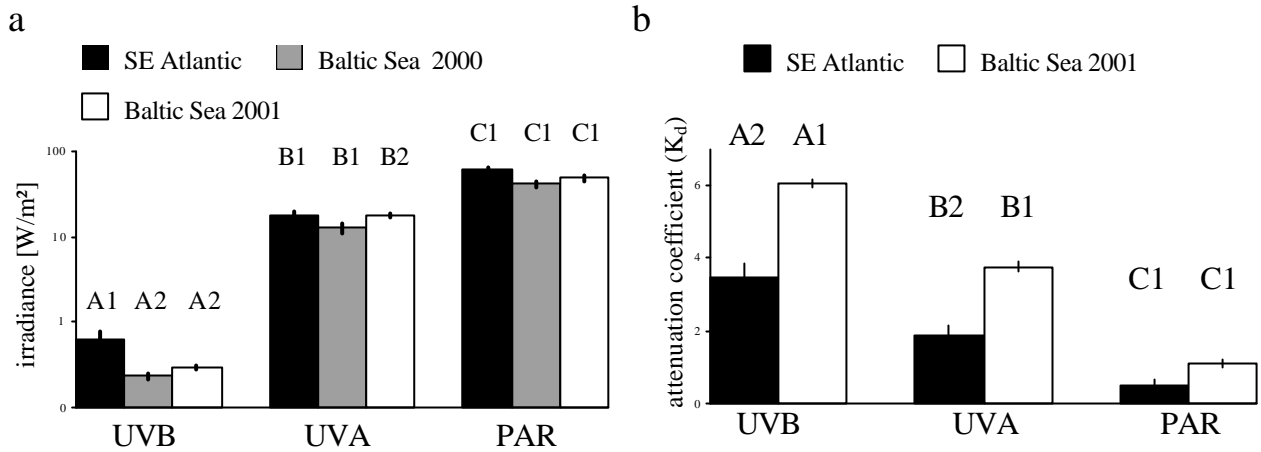 a
SE Atlantic
Baltic Sea 2000
Baltic Sea 2001
C1 C1 C1
B1 B1 B2
A1 A2 A2
100
10
1
0
irradiance [W/m²]
UVB UVA PAR
b
SE Atlantic
Baltic Sea 2001
A2 A1
B2 B1
C1 C1
6
4
2
0
attenuation coefficient (K_d)
UVB UVA PAR